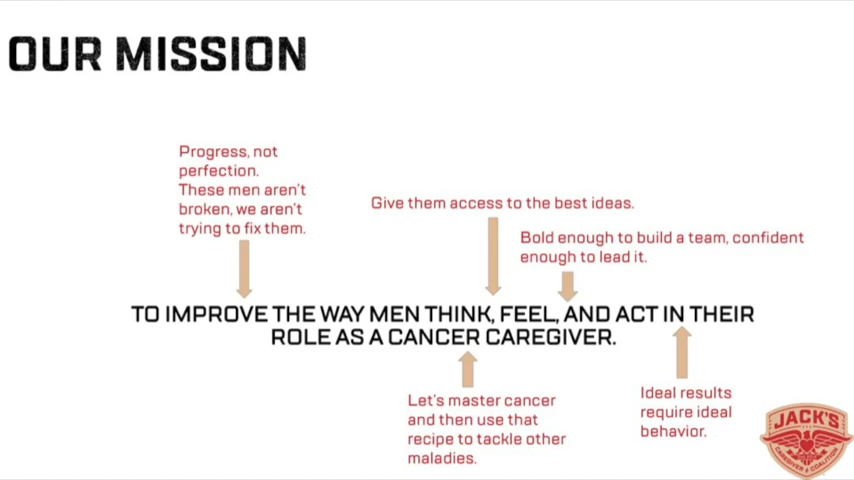 OUR MISSION
Progress, not
perfection.
These men aren't
broken, we aren't
trying to fix them.
Give them access to the best ideas.
Bold enough to build a team, confident
enough to lead it.
TO IMPROVE THE WAY MEN THINK, FEEL, AND ACT IN THEIR
ROLE AS A CANCER CAREGIVER.
Let's master cancer
and then use that
recipe to tackle other
maladies.
Ideal results
require ideal
behavior.
JACK'S
CAREGIVER COALITION